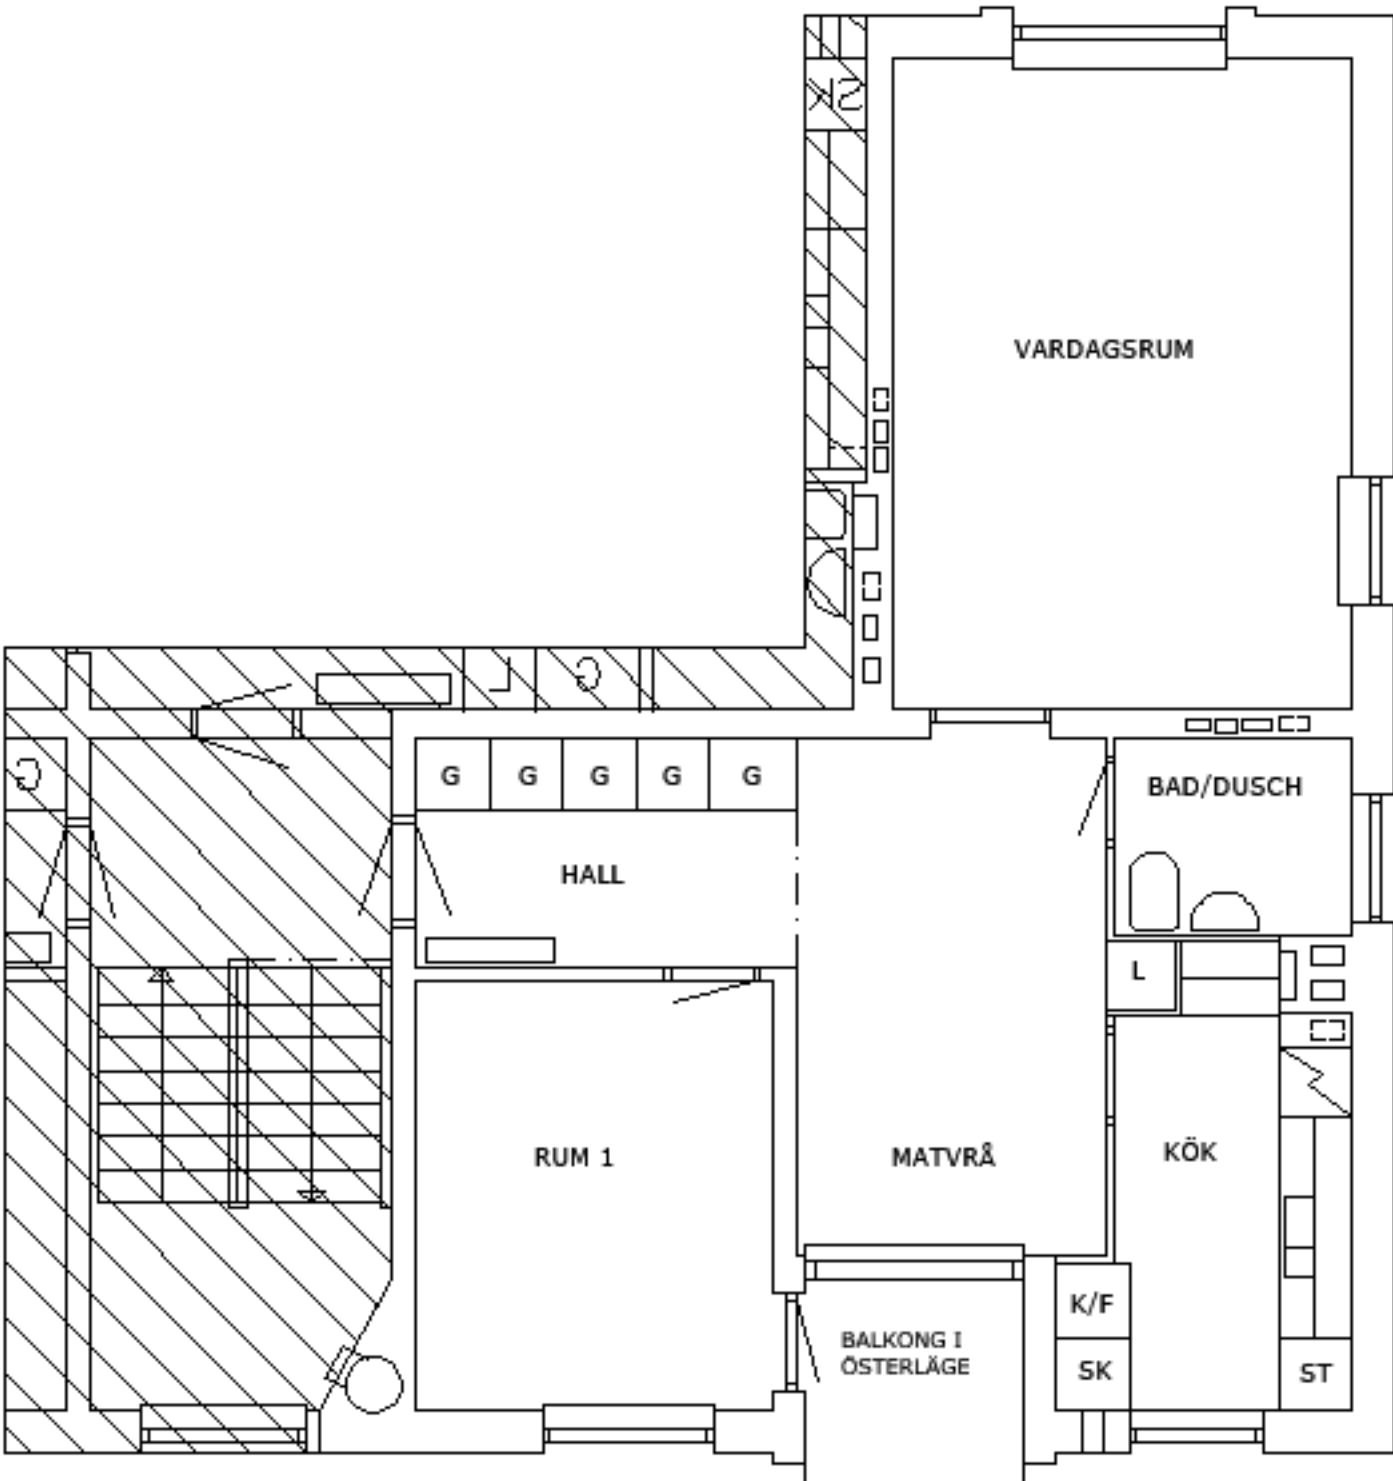 SK
VARDAGSRUM
L
G
G
G
G
G
G
G
BAD/DUSCH
HALL
L
RUM 1
MATVRÅ
KÖK
K/F
BALKONG I
ÖSTERLÄGE
SK
ST